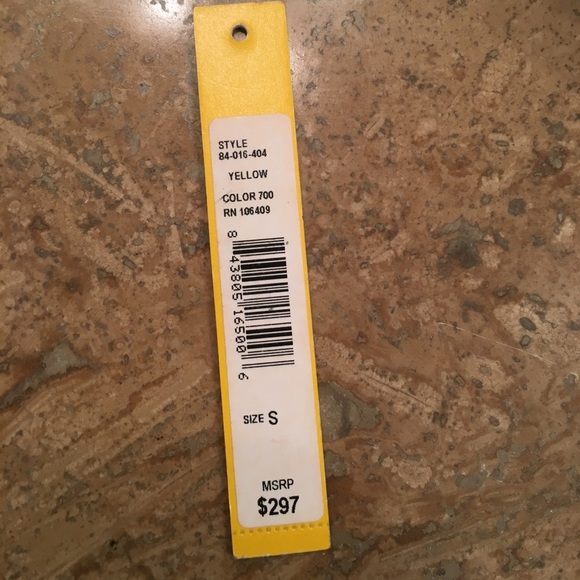 STYLE
84-016-404
YELLOW
COLOR 700
RN 106409
8 43805 16500 6
SIZE S
MSRP
$297